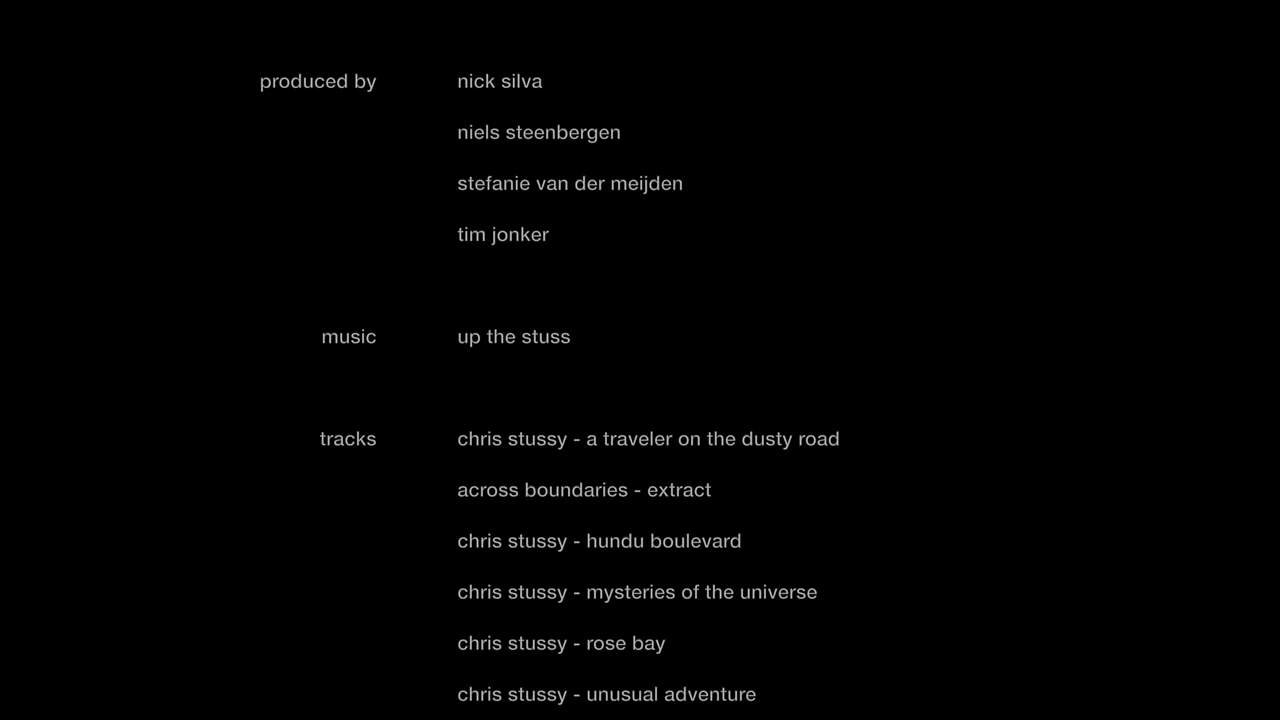 produced by nick silva
niels steenbergen
stefanie van der meijden
tim jonker
music up the stuss
tracks chris stussy - a traveler on the dusty road
across boundaries - extract
chris stussy - hundu boulevard
chris stussy - mysteries of the universe
chris stussy - rose bay
chris stussy - unusual adventure